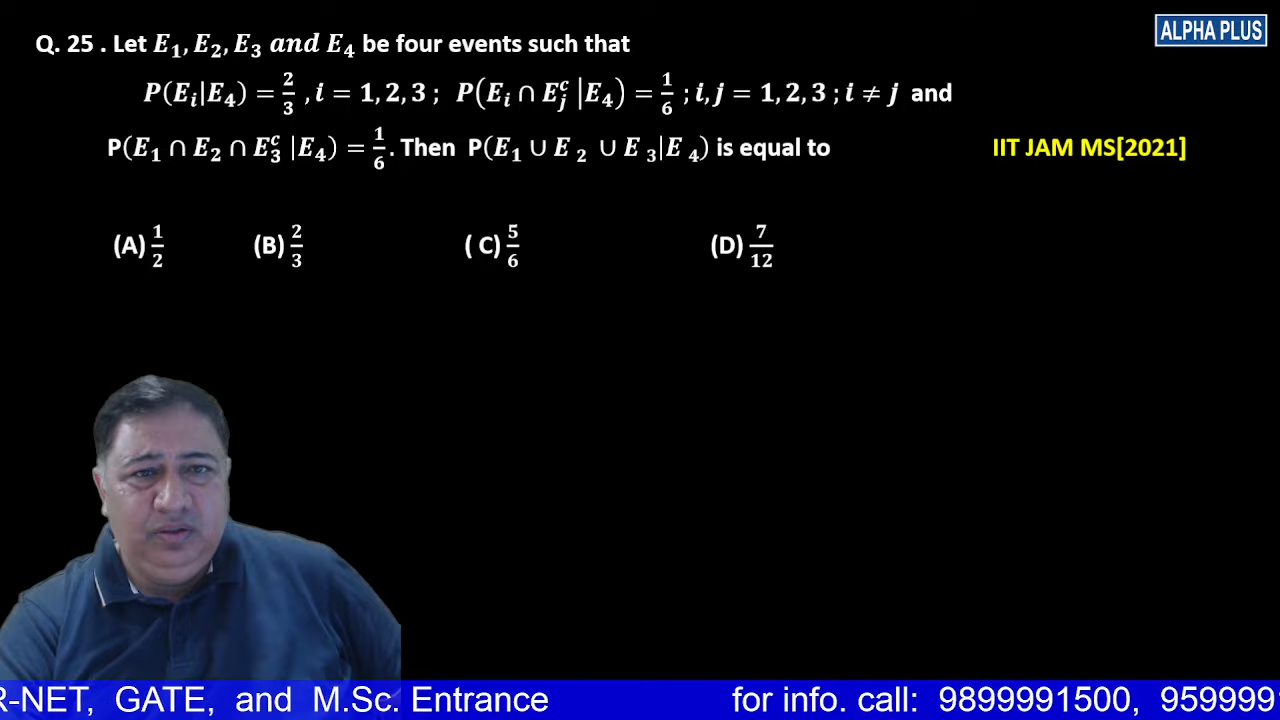 ALPHA PLUS
Q. 25 . Let E₁, E₂, E₃ and E₄ be four events such that
P(Eᵢ|E₄) = 2/3 , i = 1, 2, 3 ; P(Eᵢ ∩ Eⱼᶜ |E₄) = 1/6 ; i, j = 1, 2, 3 ; i ≠ j and
P(E₁ ∩ E₂ ∩ E₃ᶜ |E₄) = 1/6. Then P(E₁ ∪ E ₂ ∪ E ₃|E ₄) is equal to IIT JAM MS[2021]
(A) 1/2 (B) 2/3 ( C) 5/6 (D) 7/12
R-NET, GATE, and M.Sc. Entrance for info. call: 9899991500, 959999